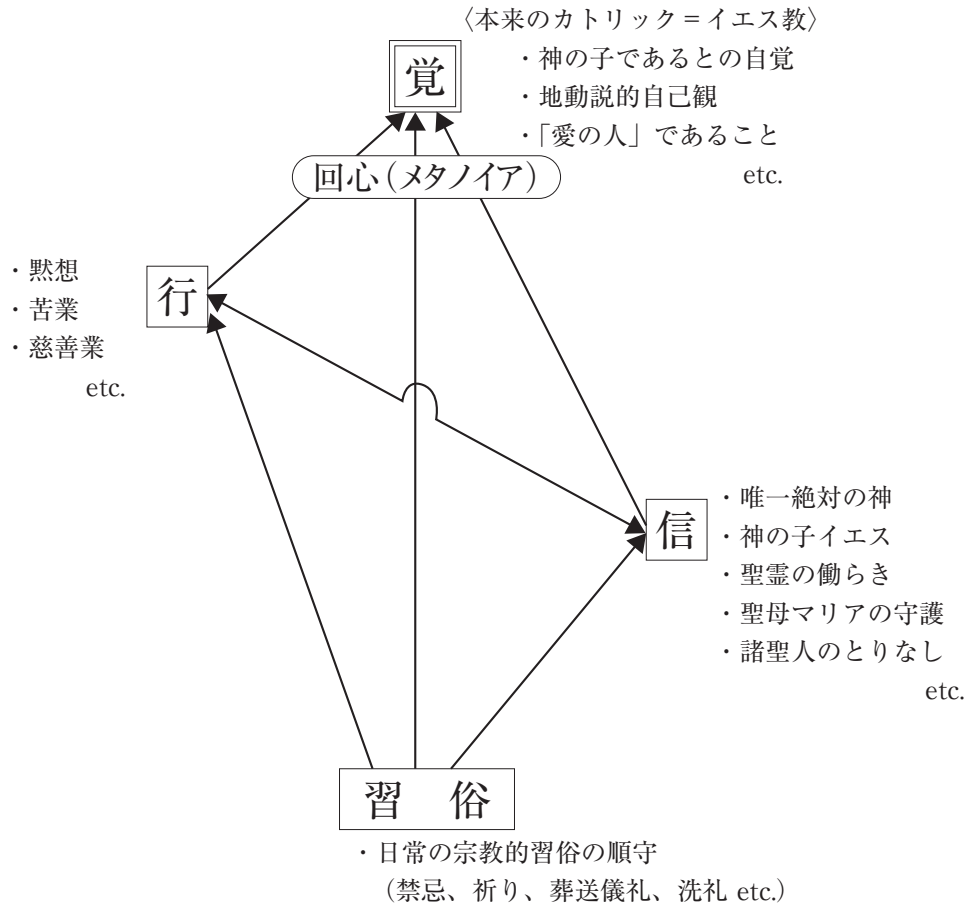 〈本来のカトリック＝イエス教〉
覚
・神の子であるとの自覚
・地動説的自己観
・「愛の人」であること
etc.
回心（メタノイア）
・黙想
行
・苦業
・慈善業
etc.
・唯一絶対の神
信
・神の子イエス
・聖霊の働らき
・聖母マリアの守護
・諸聖人のとりなし
etc.
習　俗
・日常の宗教的習俗の順守
（禁忌、祈り、葬送儀礼、洗礼 etc.）